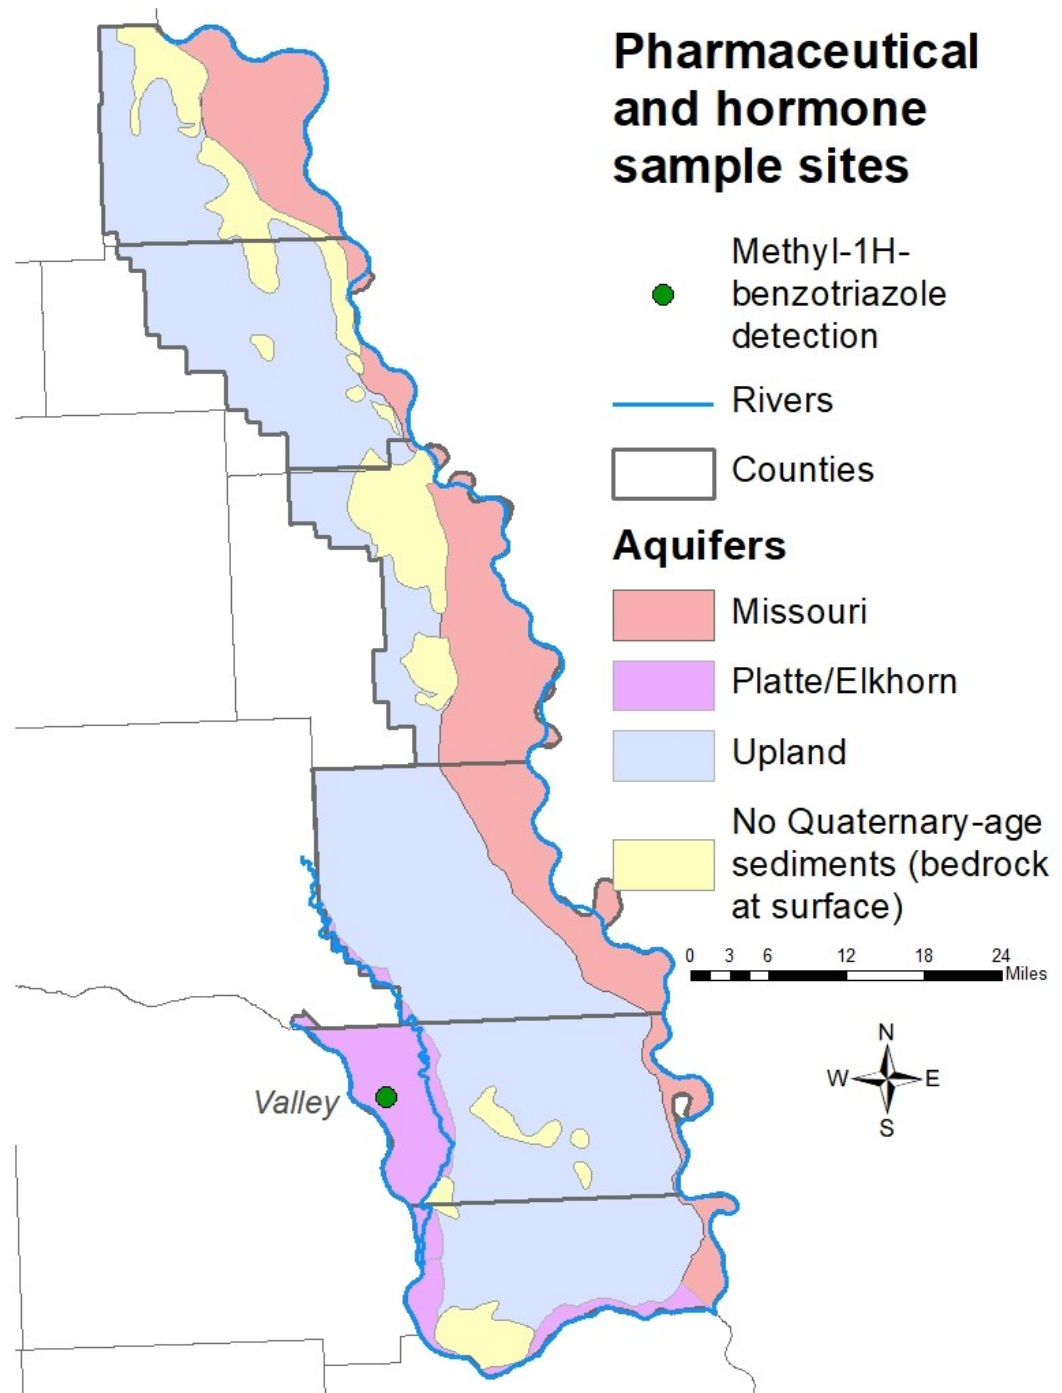 Pharmaceutical
and hormone
sample sites
Methyl-1H-
benzotriazole
detection
Rivers
Counties
Aquifers
Missouri
Platte/Elkhorn
Upland
No Quaternary-age
sediments (bedrock
at surface)
0 3 6 12 18 24
Miles
N
W E
S
Valley